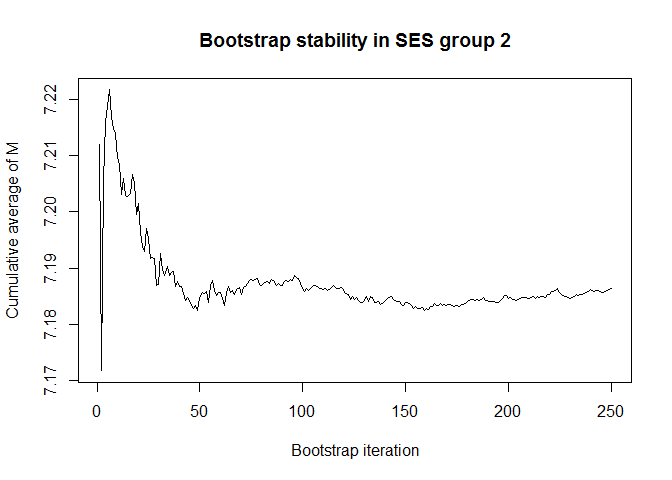 Bootstrap stability in SES group 2
Cumulative average of M
7.22
7.21
7.20
7.19
7.18
7.17
0 50 100 150 200 250
Bootstrap iteration